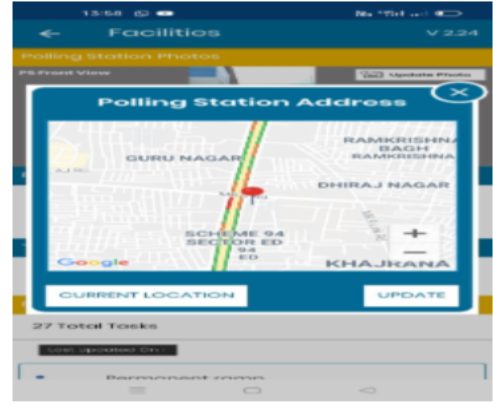 13:58
Facilities V 2.24
Polling Station Photos
PS Front View Update Photo
Polling Station Address
RAMKRISHNA
BAGH
GURU NAGAR RAMKRISHNA
DHIRAJ NAGAR
SCHEME 94
SECTOR ED
94
ED
+
Google KHAJRANA
CURRENT LOCATION UPDATE
27 Total Tasks
Last Updated On :
Permanent ramp